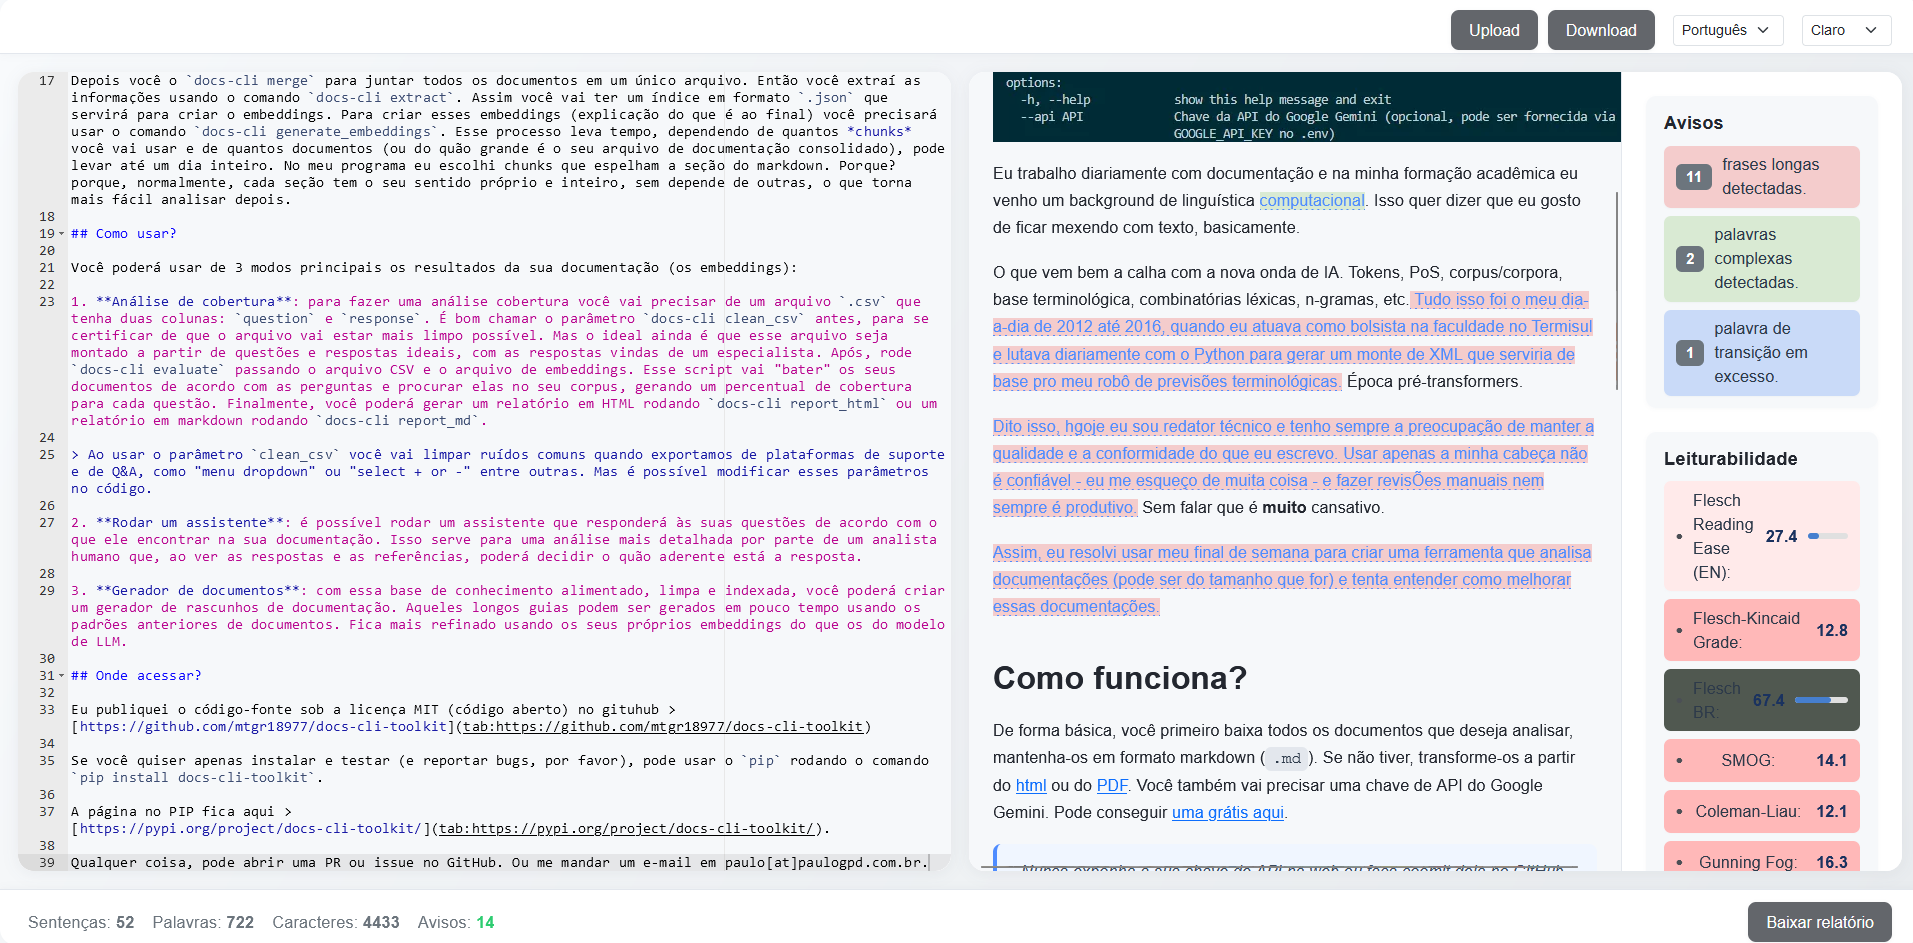 Upload
Download
Português
Claro
17 Depois você o `docs-cli merge` para juntar todos os documentos em um único arquivo. Então você extraí as
informações usando o comando `docs-cli extract`. Assim você vai ter um índice em formato `.json` que
servirá para criar o embeddings. Para criar esses embeddings (explicação do que é ao final) você precisará
usar o comando `docs-cli generate_embeddings`. Esse processo leva tempo, dependendo de quantos *chunks*
você vai usar e de quantos documentos (ou do quão grande é o seu arquivo de documentação consolidado), pode
levar até um dia inteiro. No meu programa eu escolhi chunks que espelham a seção do markdown. Porque?
porque, normalmente, cada seção tem o seu sentido próprio e inteiro, sem depende de outras, o que torna
mais fácil analisar depois.
18
19 ## Como usar?
20
21 Você poderá usar de 3 modos principais os resultados da sua documentação (os embeddings):
22
23 1. **Análise de cobertura**: para fazer uma análise cobertura você vai precisar de um arquivo `.csv` que
tenha duas colunas: `question` e `response`. É bom chamar o parâmetro `docs-cli clean_csv` antes, para se
certificar de que o arquivo vai estar mais limpo possível. Mas o ideal ainda é que esse arquivo seja
montado a partir de questões e respostas ideais, com as respostas vindas de um especialista. Após, rode
`docs-cli evaluate` passando o arquivo CSV e o arquivo de embeddings. Esse script vai "bater" os seus
documentos de acordo com as perguntas e procurar elas no seu corpus, gerando um percentual de cobertura
para cada questão. Finalmente, você poderá gerar um relatório em HTML rodando `docs-cli report_html` ou um
relatório em markdown rodando `docs-cli report_md`.
24
25 > Ao usar o parâmetro `clean_csv` você vai limpar ruídos comuns quando exportamos de plataformas de suporte
e de Q&A, como "menu dropdown" ou "select + or -" entre outras. Mas é possível modificar esses parâmetros
no código.
26
27 2. **Rodar um assistente**: é possível rodar um assistente que responderá às suas questões de acordo com o
que ele encontrar na sua documentação. Isso serve para uma análise mais detalhada por parte de um analista
humano que, ao ver as respostas e as referências, poderá decidir o quão aderente está a resposta.
28
29 3. **Gerador de documentos**: com essa base de conhecimento alimentado, limpa e indexada, você poderá criar
um gerador de rascunhos de documentação. Aqueles longos guias podem ser gerados em pouco tempo usando os
padrões anteriores de documentos. Fica mais refinado usando os seus próprios embeddings do que os do modelo
de LLM.
30
31 ## Onde acessar?
32
33 Eu publiquei o código-fonte sob a licença MIT (código aberto) no gituhub >
[https://github.com/mtgr18977/docs-cli-toolkit](tab:https://github.com/mtgr18977/docs-cli-toolkit)
34
35 Se você quiser apenas instalar e testar (e reportar bugs, por favor), pode usar o `pip` rodando o comando
`pip install docs-cli-toolkit`.
36
37 A página no PIP fica aqui >
[https://pypi.org/project/docs-cli-toolkit/](tab:https://pypi.org/project/docs-cli-toolkit/).
38
39 Qualquer coisa, pode abrir uma PR ou issue no GitHub. Ou me mandar um e-mail em paulo[at]paulogpd.com.br.
options:
-h, --help show this help message and exit
--api API Chave da API do Google Gemini (opcional, pode ser fornecida via
GOOGLE_API_KEY no .env)
Eu trabalho diariamente com documentação e na minha formação acadêmica eu
venho um background de linguística computacional. Isso quer dizer que eu gosto
de ficar mexendo com texto, basicamente.
O que vem bem a calha com a nova onda de IA. Tokens, PoS, corpus/corpora,
base terminológica, combinatórias léxicas, n-gramas, etc. Tudo isso foi o meu dia-
a-dia de 2012 até 2016, quando eu atuava como bolsista na faculdade no Termisul
e lutava diariamente com o Python para gerar um monte de XML que serviria de
base pro meu robô de previsões terminológicas. Época pré-transformers.
Dito isso, hgoje eu sou redator técnico e tenho sempre a preocupação de manter a
qualidade e a conformidade do que eu escrevo. Usar apenas a minha cabeça não
é confiável - eu me esqueço de muita coisa - e fazer revisÕes manuais nem
sempre é produtivo. Sem falar que é muito cansativo.
Assim, eu resolvi usar meu final de semana para criar uma ferramenta que analisa
documentações (pode ser do tamanho que for) e tenta entender como melhorar
essas documentações.
Como funciona?
De forma básica, você primeiro baixa todos os documentos que deseja analisar,
mantenha-os em formato markdown ( .md ). Se não tiver, transforme-os a partir
do html ou do PDF. Você também vai precisar uma chave de API do Google
Gemini. Pode conseguir uma grátis aqui.
Avisos
11 frases longas
detectadas.
2 palavras
complexas
detectadas.
1 palavra de
transição em
excesso.
Leiturabilidade
Flesch
Reading
Ease
(EN): 27.4
Flesch-Kincaid
Grade: 12.8
Flesch
BR: 67.4
SMOG: 14.1
Coleman-Liau: 12.1
Gunning Fog: 16.3
Sentenças: 52 Palavras: 722 Caracteres: 4433 Avisos: 14
Baixar relatório